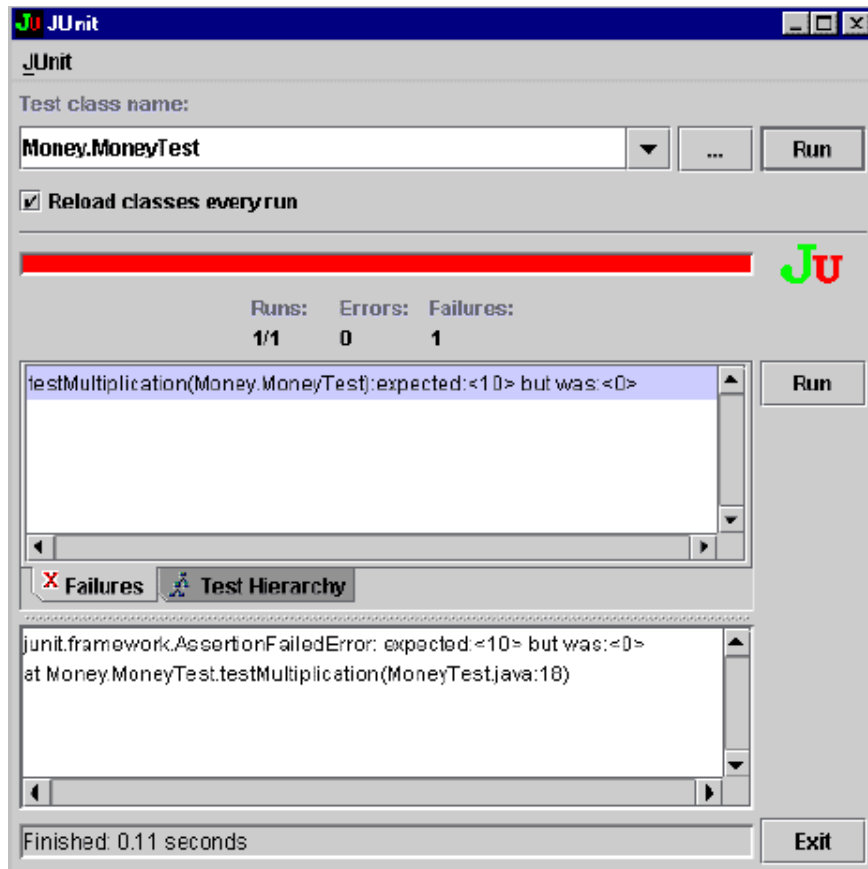 JU JUnit
JUnit
Test class name:
Money.MoneyTest ... Run
Reload classes every run
JU
Runs: Errors: Failures:
1/1 0 1
testMultiplication(Money.MoneyTest):expected:<10> but was:<0>
Run
X Failures Test Hierarchy
junit.framework.AssertionFailedError: expected:<10> but was:<0>
at Money.MoneyTest.testMultiplication(MoneyTest.java:18)
Finished: 0.11 seconds Exit